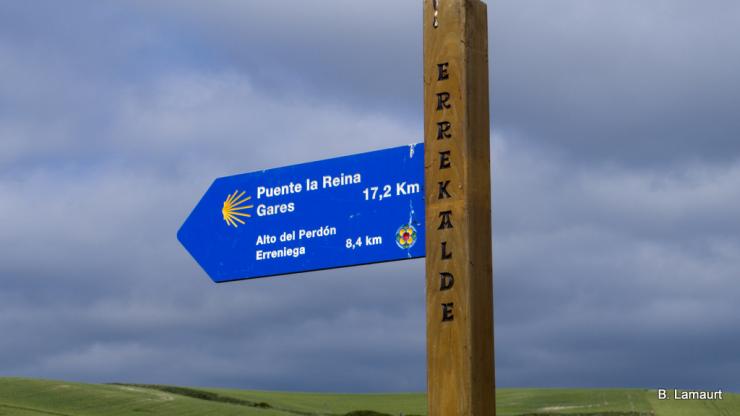 Puente la Reina 17,2 Km
Gares
Alto del Perdón 8,4 km
Erreniega
ERREKALDE
B. Lamaurt